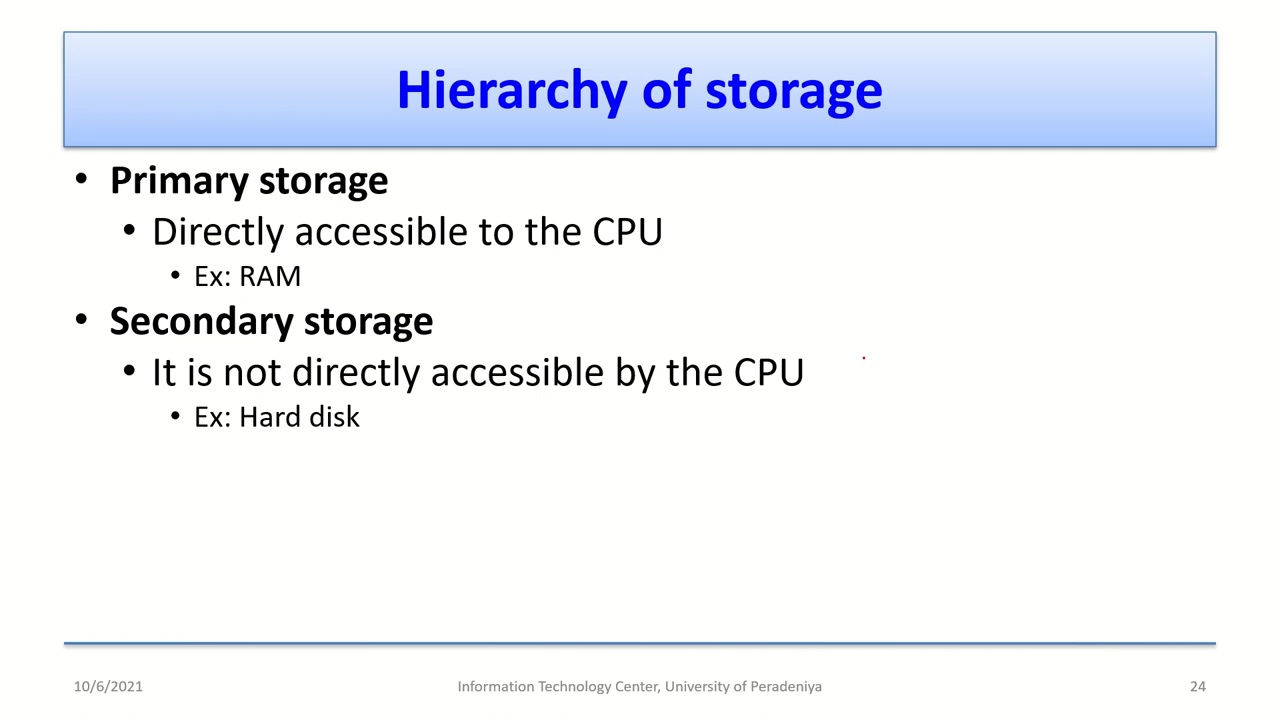 Hierarchy of storage
• Primary storage
• Directly accessible to the CPU
• Ex: RAM
• Secondary storage
• It is not directly accessible by the CPU
• Ex: Hard disk
10/6/2021 Information Technology Center, University of Peradeniya 24